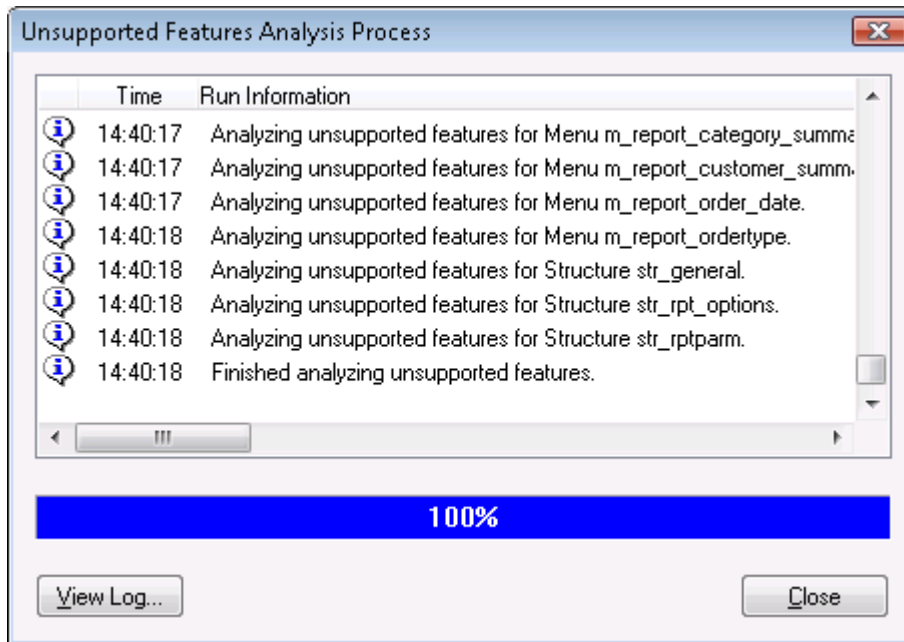 Unsupported Features Analysis Process
Time Run Information
14:40:17 Analyzing unsupported features for Menu m_report_category_summa
14:40:17 Analyzing unsupported features for Menu m_report_customer_summ
14:40:17 Analyzing unsupported features for Menu m_report_order_date.
14:40:18 Analyzing unsupported features for Menu m_report_ordertype.
14:40:18 Analyzing unsupported features for Structure str_general.
14:40:18 Analyzing unsupported features for Structure str_rpt_options.
14:40:18 Analyzing unsupported features for Structure str_rptparm.
14:40:18 Finished analyzing unsupported features.
100%
View Log...
Close